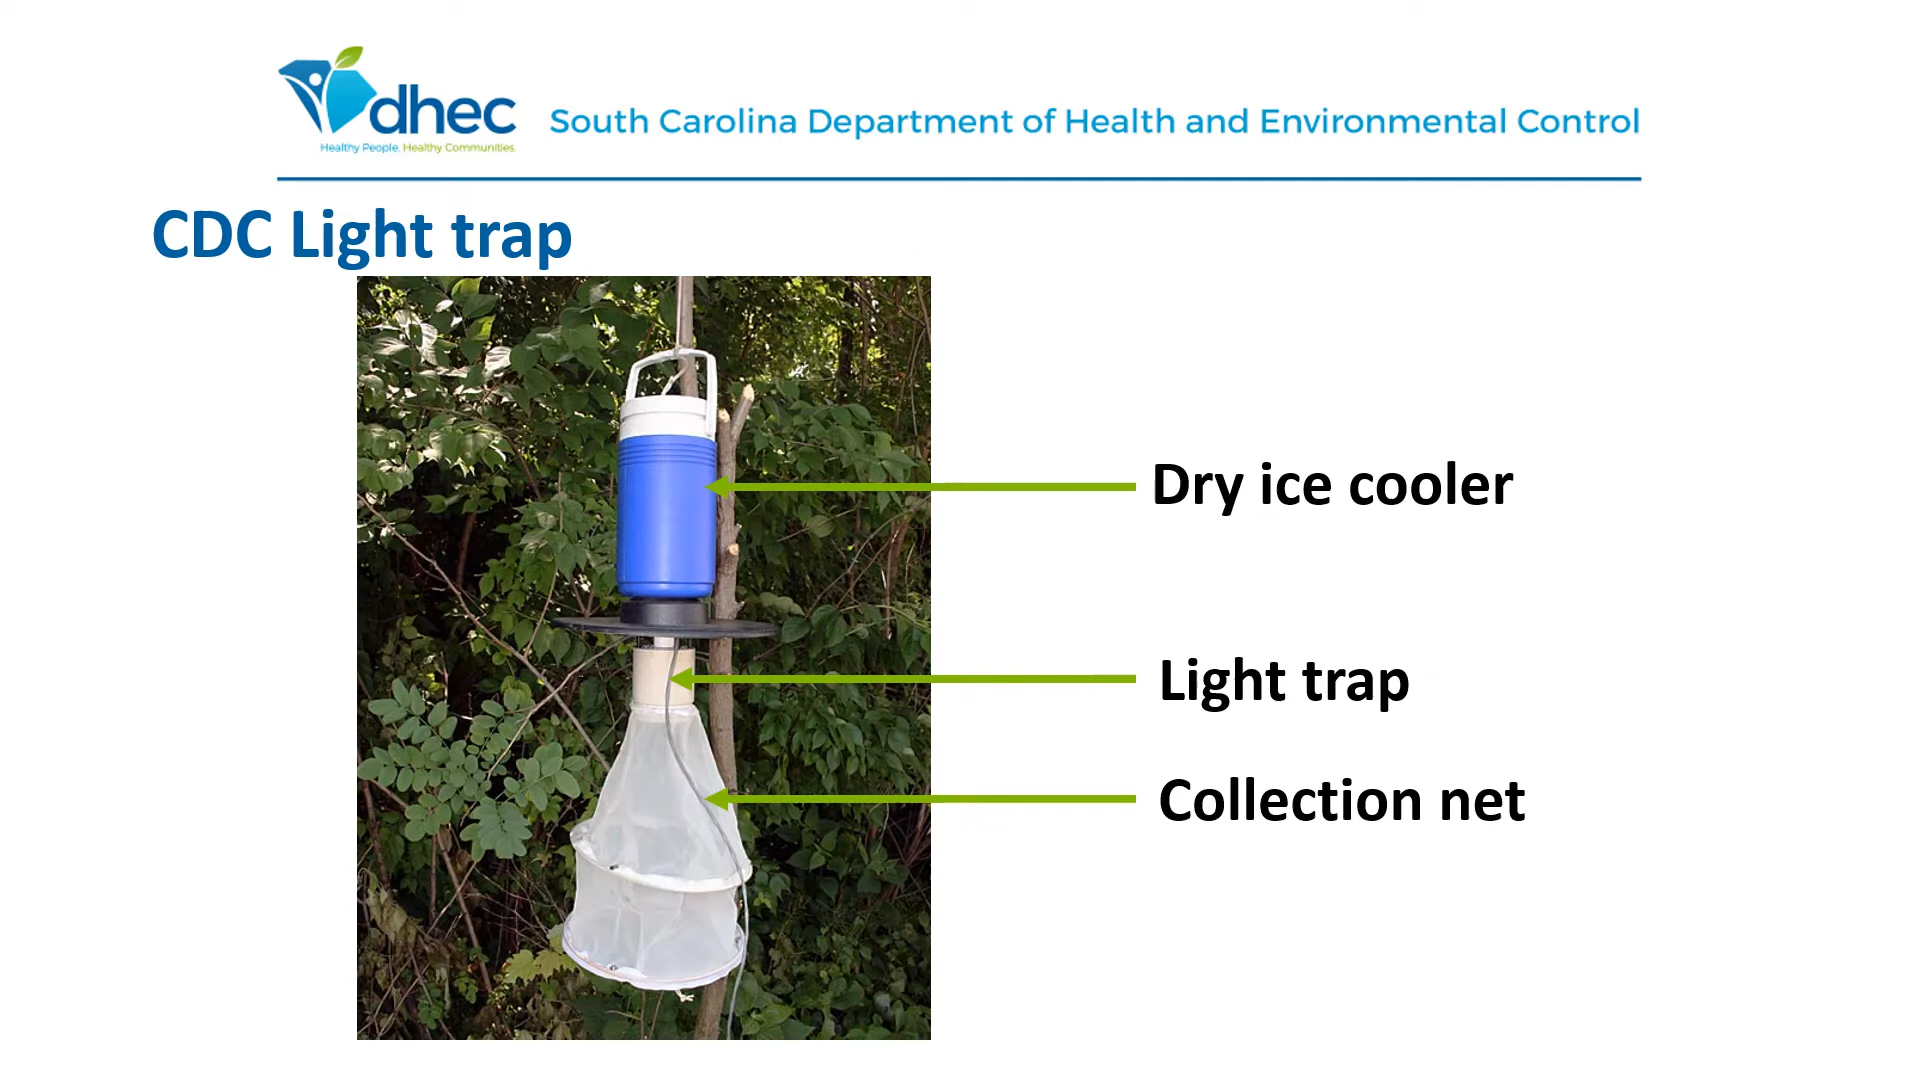 dhec
Healthy People. Healthy Communities.
South Carolina Department of Health and Environmental Control
CDC Light trap
Dry ice cooler
Light trap
Collection net